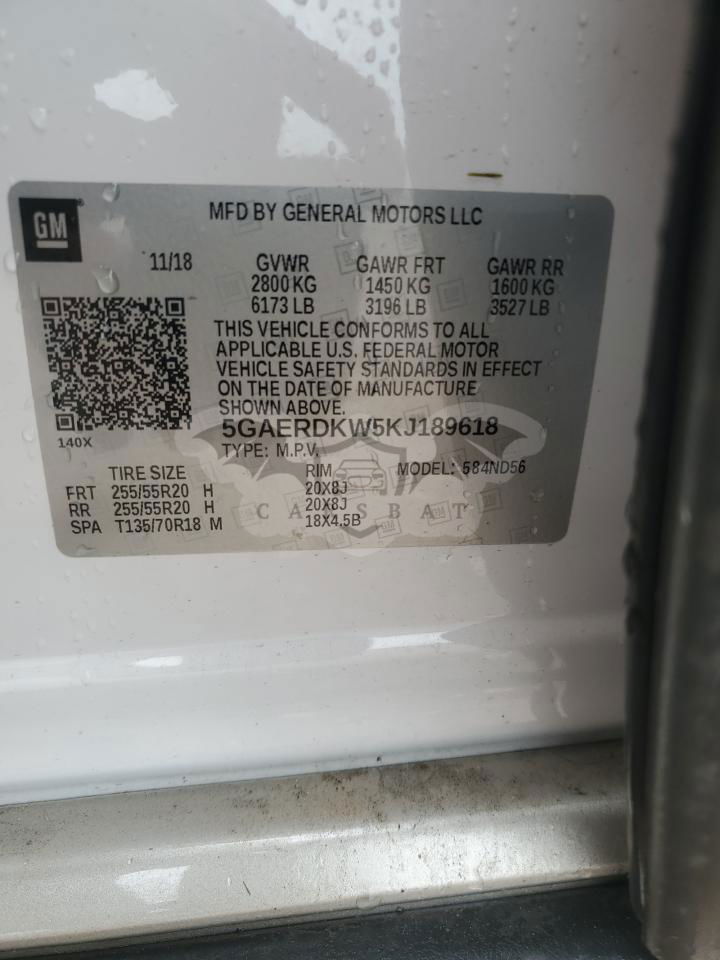 GM
MFD BY GENERAL MOTORS LLC
11/18 GVWR GAWR FRT GAWR RR
2800 KG 1450 KG 1600 KG
6173 LB 3196 LB 3527 LB
THIS VEHICLE CONFORMS TO ALL
APPLICABLE U.S. FEDERAL MOTOR
VEHICLE SAFETY STANDARDS IN EFFECT
ON THE DATE OF MANUFACTURE
SHOWN ABOVE.
5GAERDKW5KJ189618
140X
TYPE: M.P.V. MODEL: 584ND56
TIRE SIZE RIM
FRT 255/55R20 H 20X8J
RR 255/55R20 H 20X8J
SPA T135/70R18 M 18X4.5B
CARSBAT